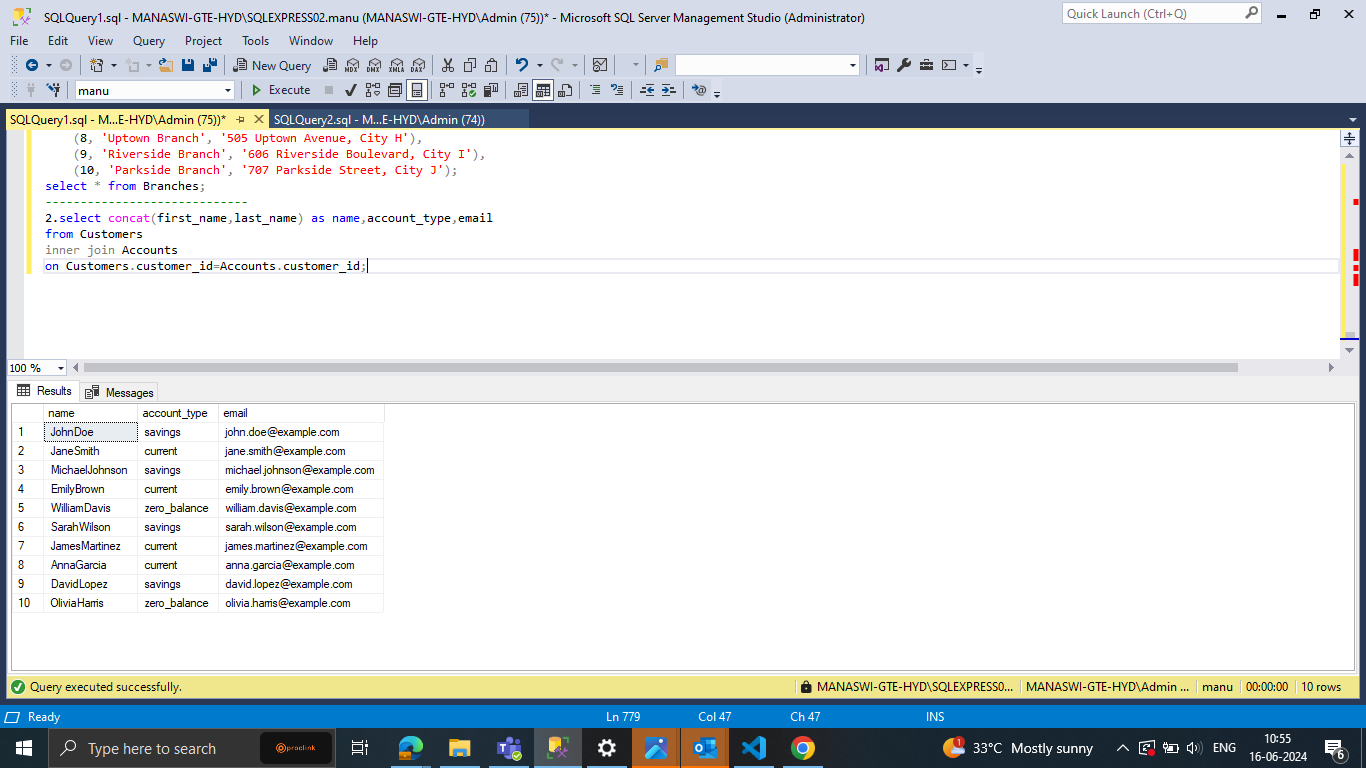 SQLQuery1.sql - MANASWI-GTE-HYD\SQLEXPRESS02.manu (MANASWI-GTE-HYD\Admin (75))* - Microsoft SQL Server Management Studio (Administrator)
Quick Launch (Ctrl+Q)
File Edit View Query Project Tools Window Help
New Query MDX DMX XMLA DAX
manu Execute
SQLQuery1.sql - M...E-HYD\Admin (75))* SQLQuery2.sql - M...E-HYD\Admin (74))
(8, 'Uptown Branch', '505 Uptown Avenue, City H'),
(9, 'Riverside Branch', '606 Riverside Boulevard, City I'),
(10, 'Parkside Branch', '707 Parkside Street, City J');
select * from Branches;
-----------------------------
2.select concat(first_name,last_name) as name,account_type,email
from Customers
inner join Accounts
on Customers.customer_id=Accounts.customer_id;
100 %
Results Messages
name account_type email
1 JohnDoe savings john.doe@example.com
2 JaneSmith current jane.smith@example.com
3 MichaelJohnson savings michael.johnson@example.com
4 EmilyBrown current emily.brown@example.com
5 WilliamDavis zero_balance william.davis@example.com
6 SarahWilson savings sarah.wilson@example.com
7 JamesMartinez current james.martinez@example.com
8 AnnaGarcia current anna.garcia@example.com
9 DavidLopez savings david.lopez@example.com
10 OliviaHarris zero_balance olivia.harris@example.com
Query executed successfully. MANASWI-GTE-HYD\SQLEXPRESS0... MANASWI-GTE-HYD\Admin ... manu 00:00:00 10 rows
Ready Ln 779 Col 47 Ch 47 INS
Type here to search proclink 1 33°C Mostly sunny ENG 10:55
16-06-2024 6